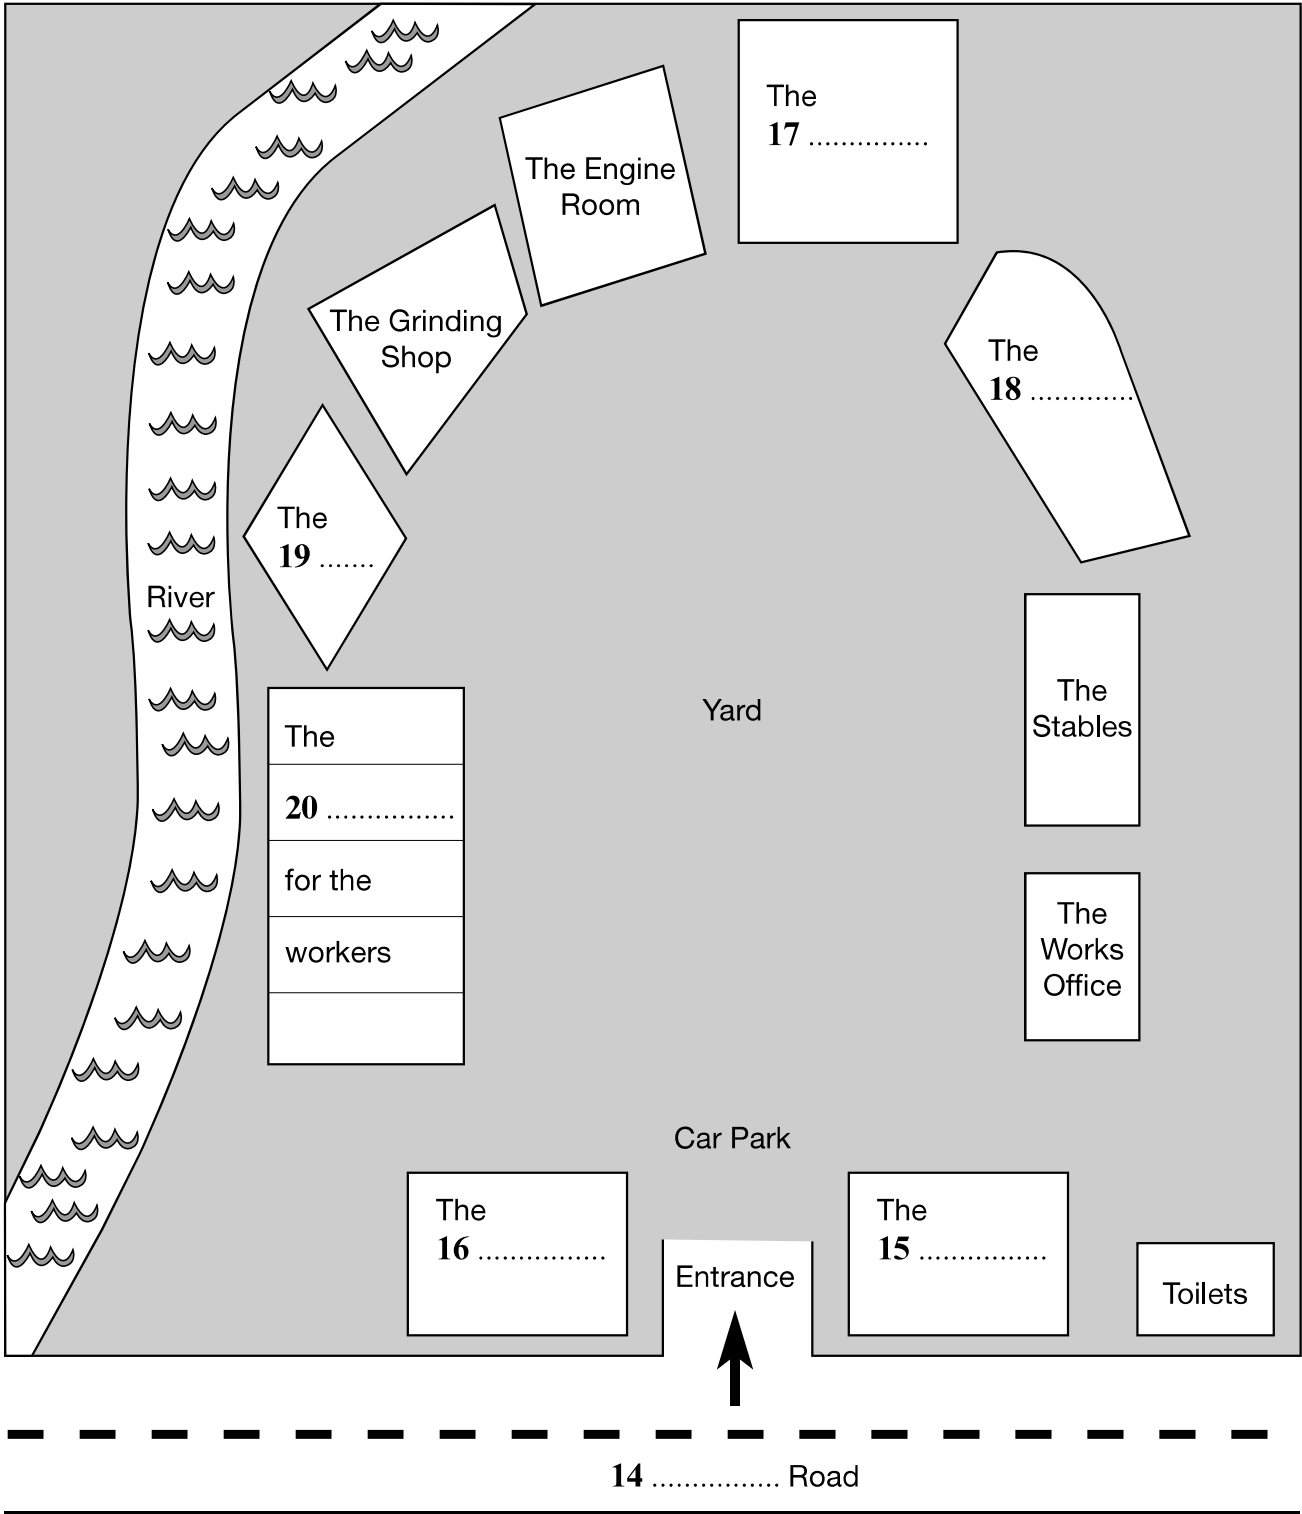 The
17 ...............
The Engine
Room
The Grinding
Shop
The
18 .............
The
19 .......
River
The
20 ................
for the
workers
Yard
The
Stables
The
Works
Office
Car Park
The
16 ................
The
15 ................
Entrance
Toilets
14 ................ Road